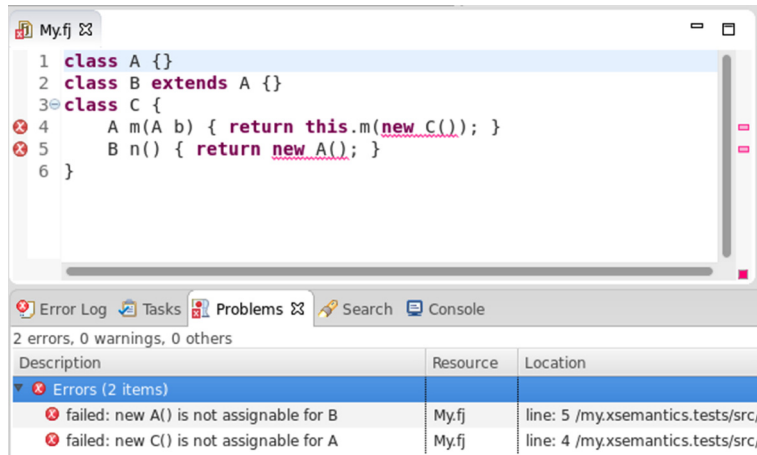 My.fj
1 class A {}
2 class B extends A {}
3 class C {
4 A m(A b) { return this.m(new C()); }
5 B n() { return new A(); }
6 }
Error Log Tasks Problems Search Console
2 errors, 0 warnings, 0 others
Description Resource Location
Errors (2 items)
failed: new A() is not assignable for B My.fj line: 5 /my.xsemantics.tests/src/
failed: new C() is not assignable for A My.fj line: 4 /my.xsemantics.tests/src/